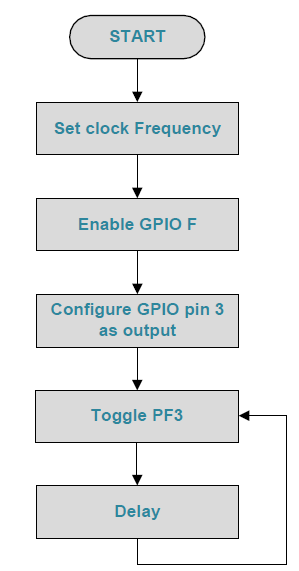 START
Set clock Frequency
Enable GPIO F
Configure GPIO pin 3
as output
Toggle PF3
Delay